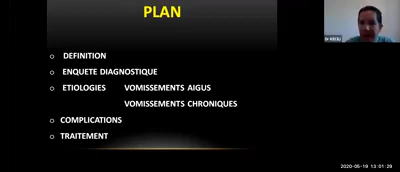 PLAN
o DEFINITION
o ENQUETE DIAGNOSTIQUE
o ETIOLOGIES VOMISSEMENTS AIGUS
VOMISSEMENTS CHRONIQUES
o COMPLICATIONS
o TRAITEMENT
2020-05-19 13:01:29